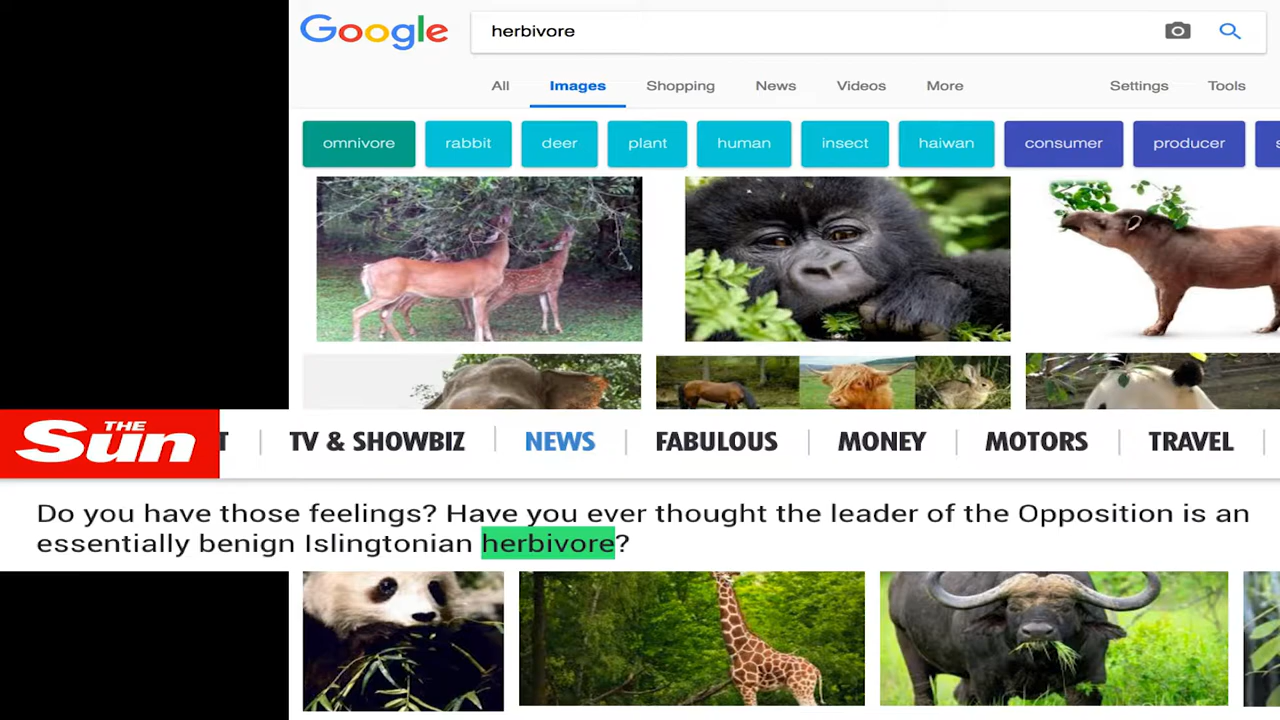 Google herbivore
All Images Shopping News Videos More Settings Tools
omnivore rabbit deer plant human insect haiwan consumer producer s
THE Sun T TV & SHOWBIZ NEWS FABULOUS MONEY MOTORS TRAVEL
Do you have those feelings? Have you ever thought the leader of the Opposition is an
essentially benign Islingtonian herbivore?